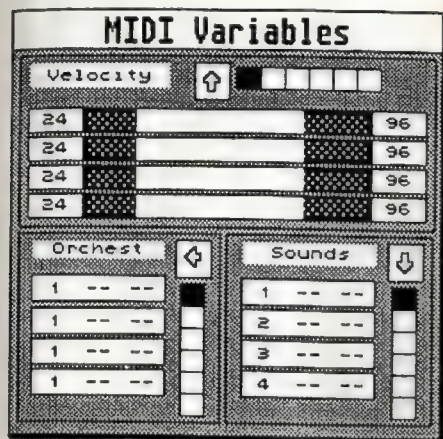 MIDI Variables
Velocity
24 96
24 96
24 96
24 96
Orchest
1 -- --
1 -- --
1 -- --
1 -- --
Sounds
1 -- --
2 -- --
3 -- --
4 -- --